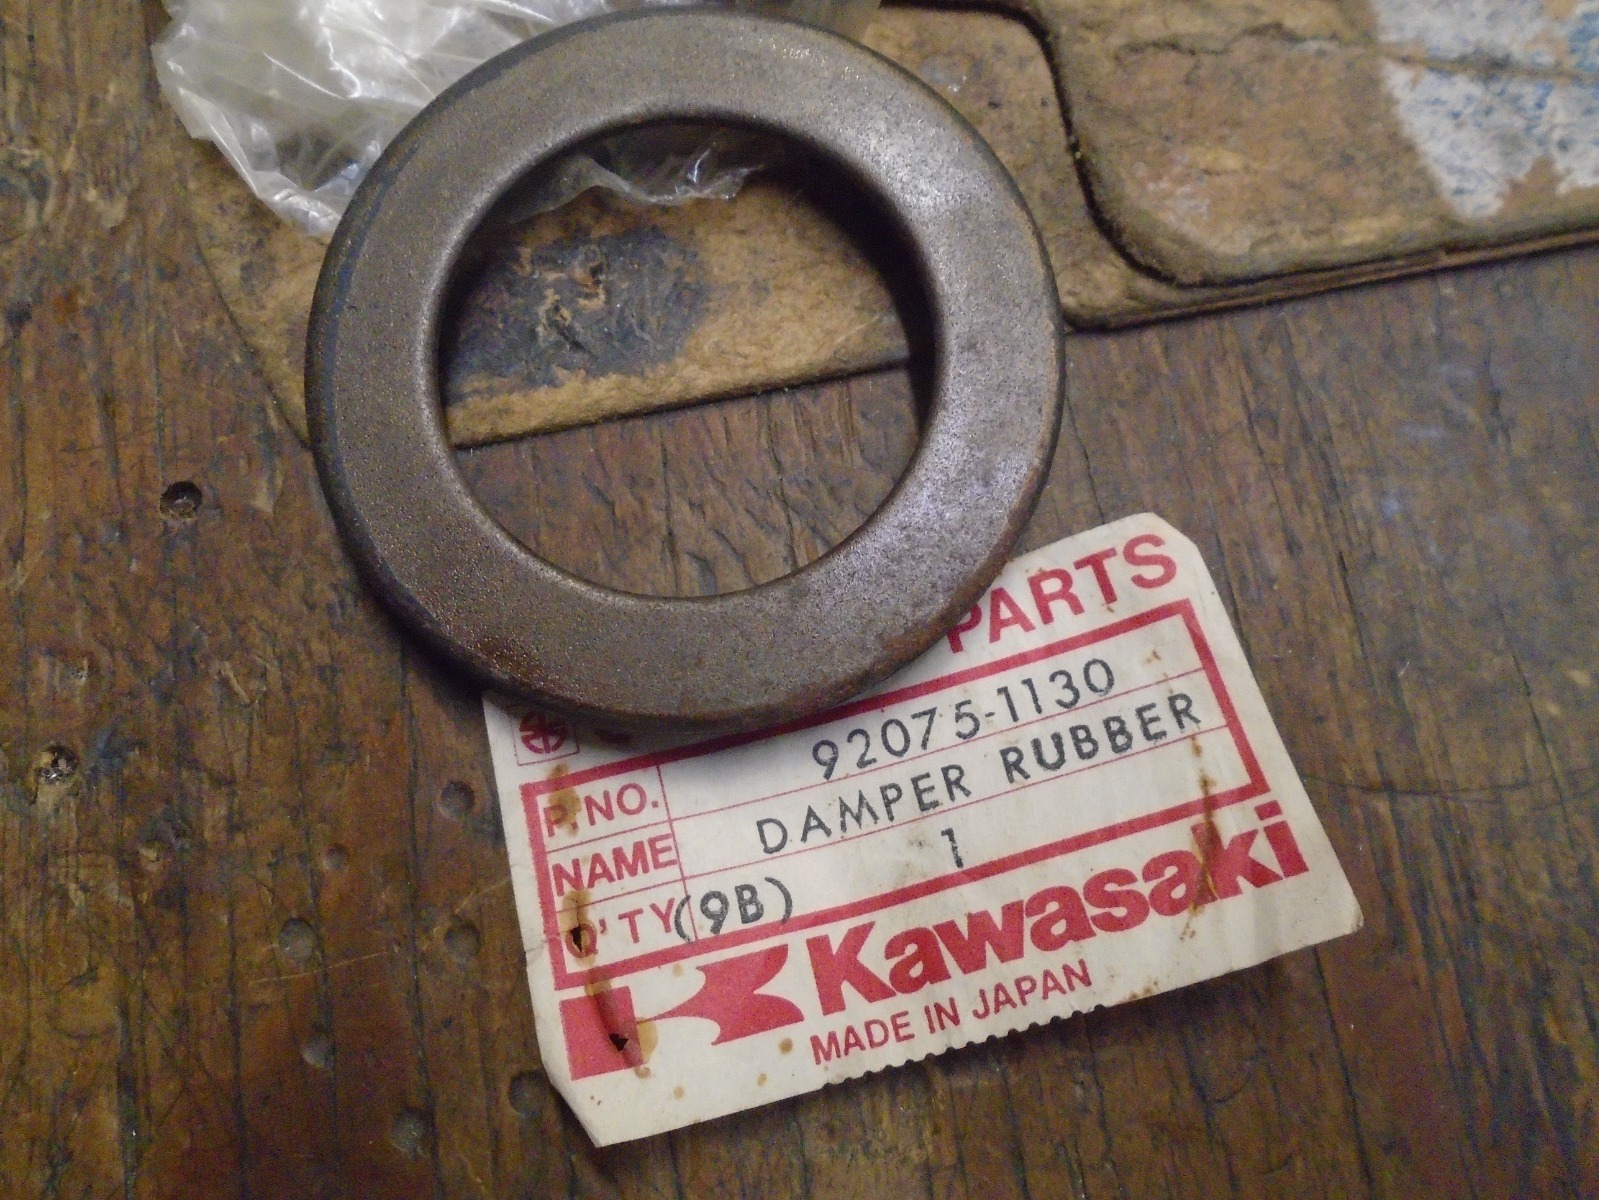 PARTS
P. NO. 92075-1130
NAME DAMPER RUBBER
Q'TY (9B) 1
Kawasaki
MADE IN JAPAN